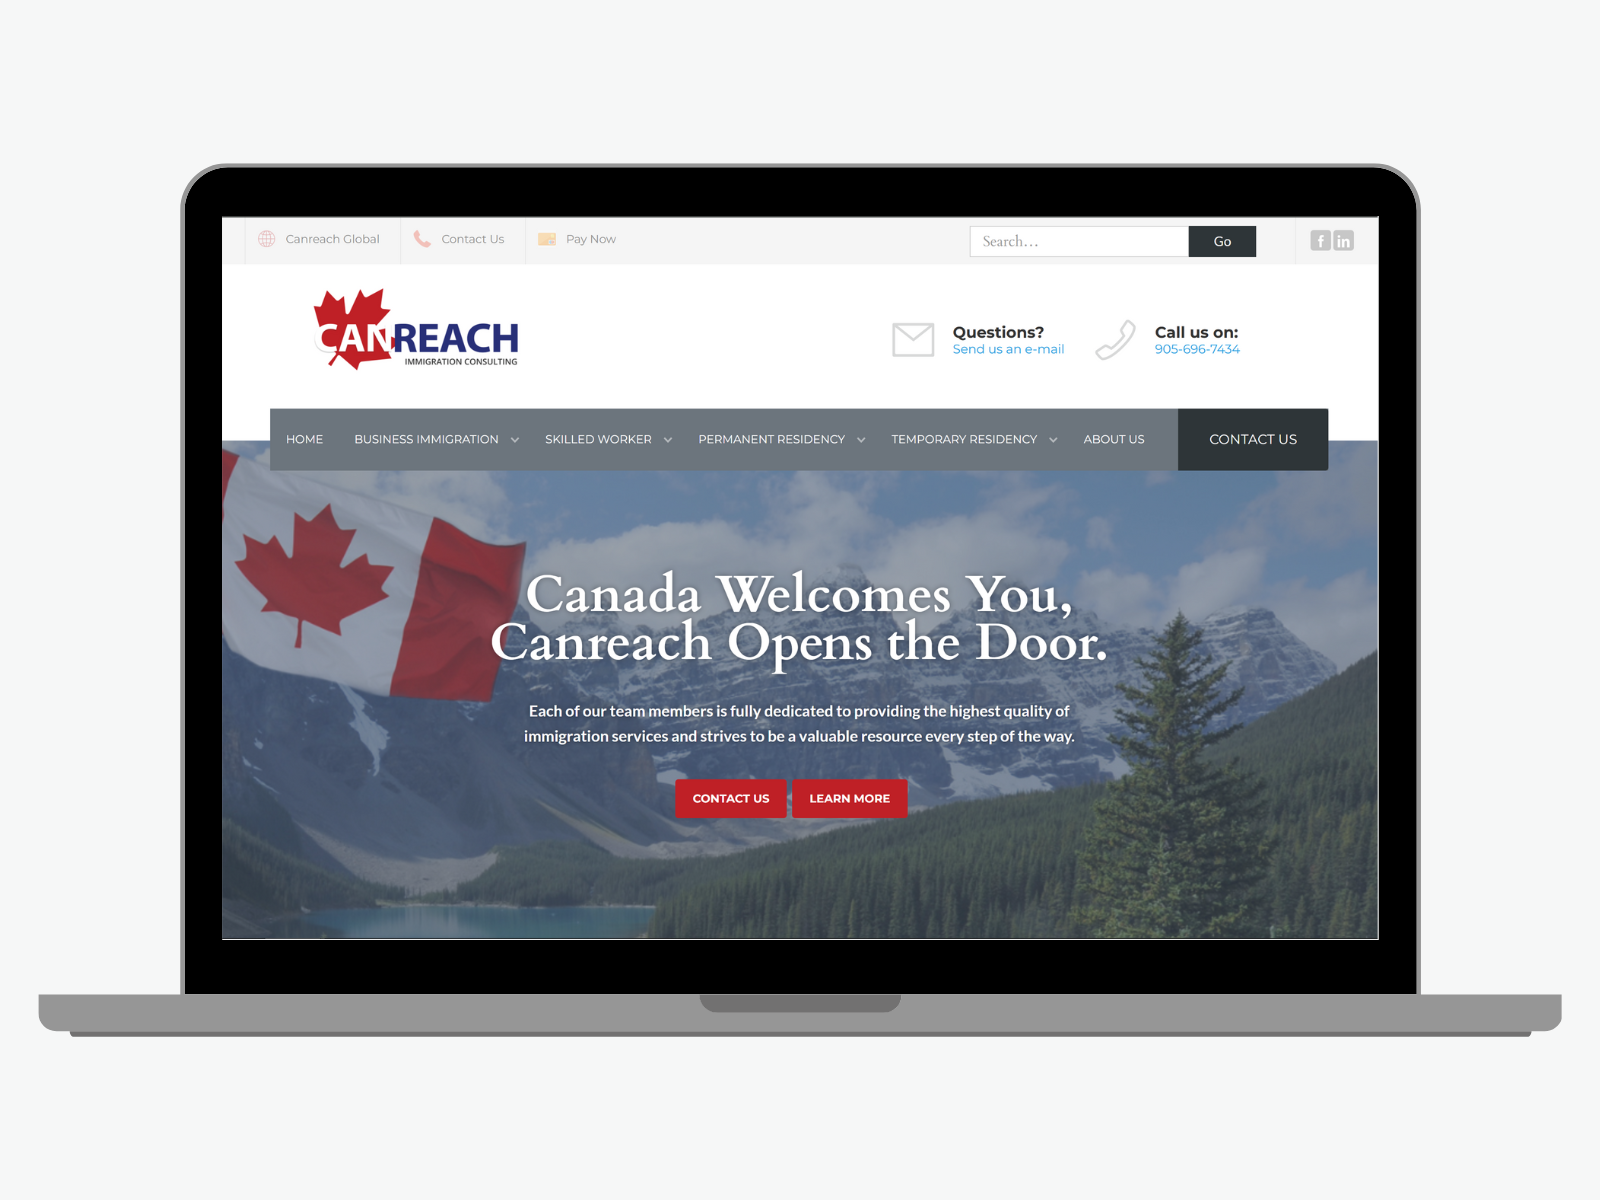 Canreach Global
Contact Us
Pay Now
Search...
Go
f
in
CANREACH
IMMIGRATION CONSULTING
Questions?
Send us an e-mail
Call us on:
905-696-7434
HOME
BUSINESS IMMIGRATION
SKILLED WORKER
PERMANENT RESIDENCY
TEMPORARY RESIDENCY
ABOUT US
CONTACT US
Canada Welcomes You,
Canreach Opens the Door.
Each of our team members is fully dedicated to providing the highest quality of
immigration services and strives to be a valuable resource every step of the way.
CONTACT US
LEARN MORE